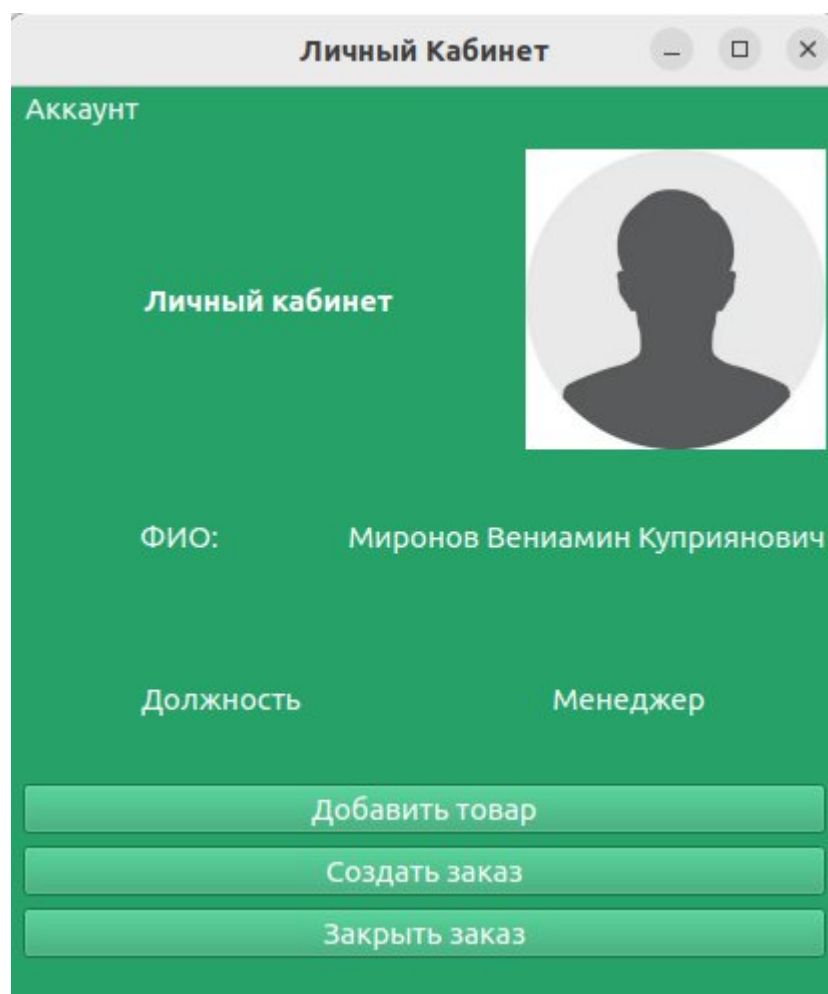 Личный Кабинет
Аккаунт
Личный кабинет
ФИО: Миронов Вениамин Куприянович
Должность Менеджер
Добавить товар
Создать заказ
Закрыть заказ